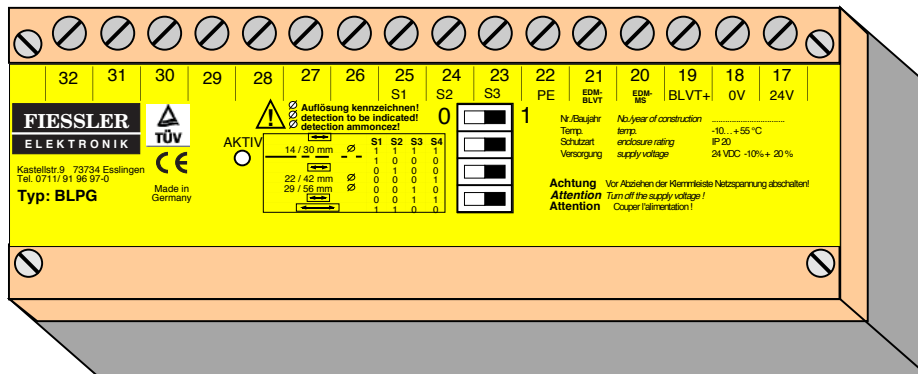 32 31 30 29 28 27 26 25 24 23 22 21 20 19 18 17
S1 S2 S3 PE EDM-BLVT EDM-MS BLVT+ 0V 24V
FIESSLER
ELEKTRONIK
Kastellstr.9 73734 Esslingen
Tel. 0711/ 91 96 97-0
Typ: BLPG
TÜV
CE
Made in
Germany
AKTIV
! Ø Auflösung kennzeichnen!
Ø detection to be indicated!
Ø detection ammoncez!
0 1
S1 S2 S3 S4
14 / 30 mm Ø 1 1 1 1
0 0 0 0
1 0 0 0
22 / 42 mm Ø 0 0 0 1
29 / 56 mm Ø 0 0 1 0
0 0 1 1
0 1 0 0
1 1 0 0
Nr./Baujahr No./year of construction ................................
Temp. temp. -10... +55 °C
Schutzart enclosure rating IP 20
Versorgung supply voltage 24 VDC -10%+ 20 %
Achtung Vor Abziehen der Klemmleiste Netzspannung abschalten!
Attention Turn off the supply voltage !
Attention Couper l'alimentation !